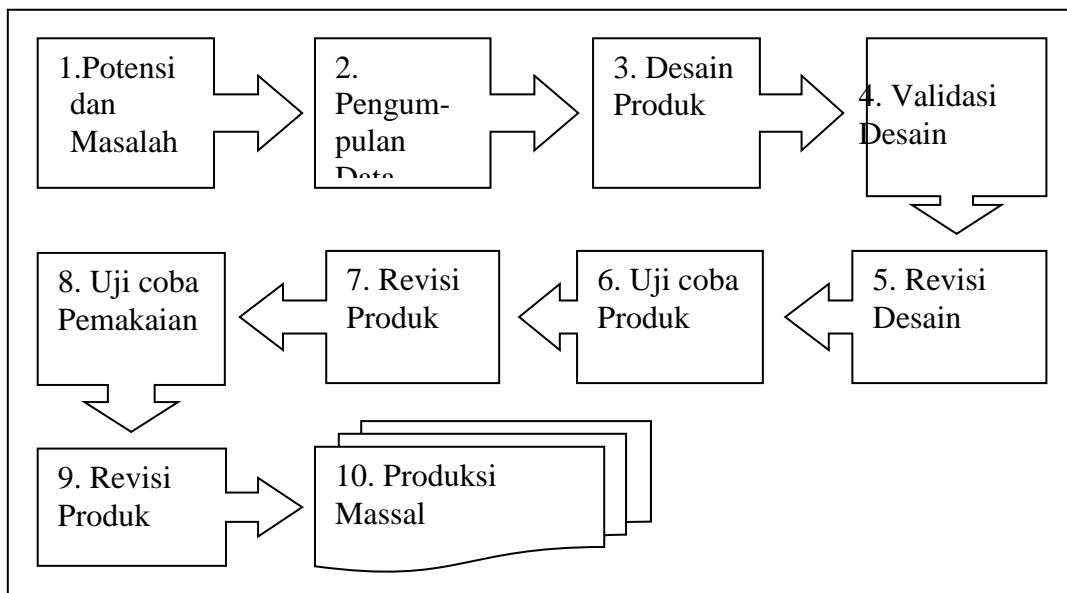 1.Potensi
dan
Masalah
2.
Pengum-
pulan
Data
3. Desain
Produk
4. Validasi
Desain
5. Revisi
Desain
6. Uji coba
Produk
7. Revisi
Produk
8. Uji coba
Pemakaian
9. Revisi
Produk
10. Produksi
Massal